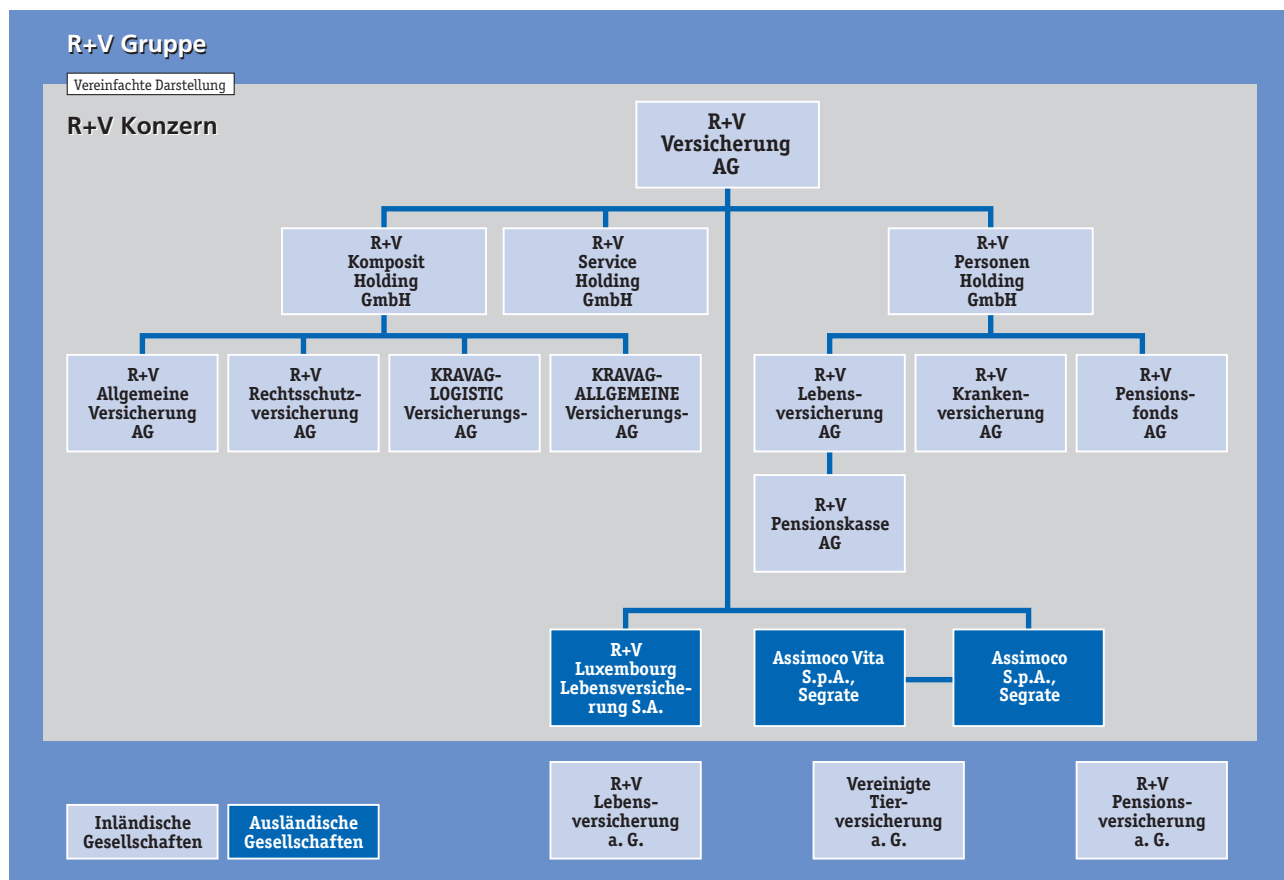 R+V Gruppe
Vereinfachte Darstellung
R+V Konzern
R+V
Versicherung
AG
R+V
Komposit
Holding
GmbH
R+V
Service
Holding
GmbH
R+V
Personen
Holding
GmbH
R+V
Allgemeine
Versicherung
AG
R+V
Rechtsschutz-
versicherung
AG
KRAVAG-
LOGISTIC
Versicherungs-
AG
KRAVAG-
ALLGEMEINE
Versicherungs-
AG
R+V
Lebens-
versicherung
AG
R+V
Kranken-
versicherung
AG
R+V
Pensions-
fonds
AG
R+V
Pensionskasse
AG
R+V
Luxembourg
Lebensversiche-
rung S.A.
Assimoco Vita
S.p.A.,
Segrate
Assimoco
S.p.A.,
Segrate
R+V
Lebens-
versicherung
a. G.
Vereinigte
Tier-
versicherung
a. G.
R+V
Pensions-
versicherung
a. G.
Inländische
Gesellschaften
Ausländische
Gesellschaften